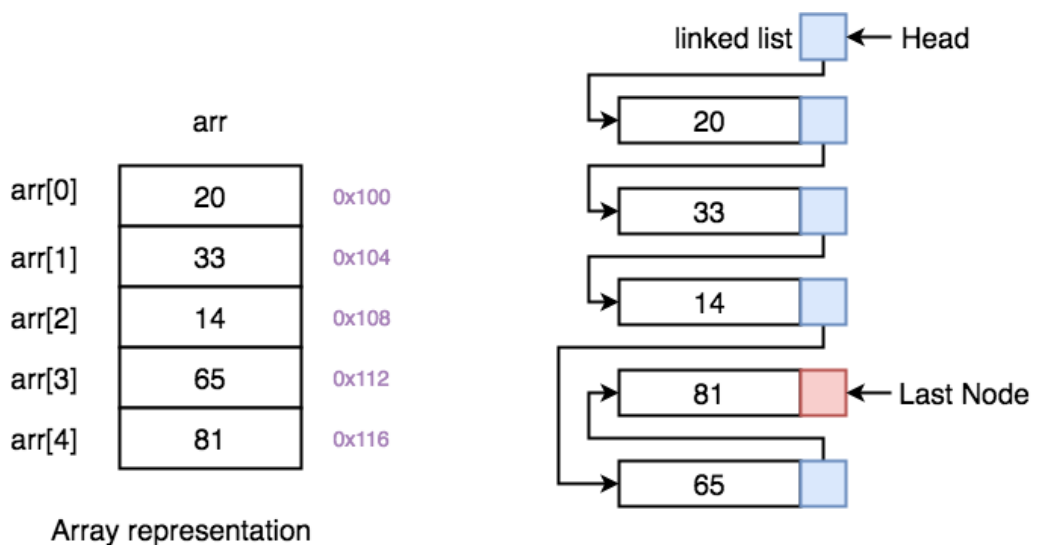 linked list Head
arr
arr[0] 20 0x100
arr[1] 33 0x104
arr[2] 14 0x108
arr[3] 65 0x112
arr[4] 81 0x116
Array representation
20
33
14
81 Last Node
65